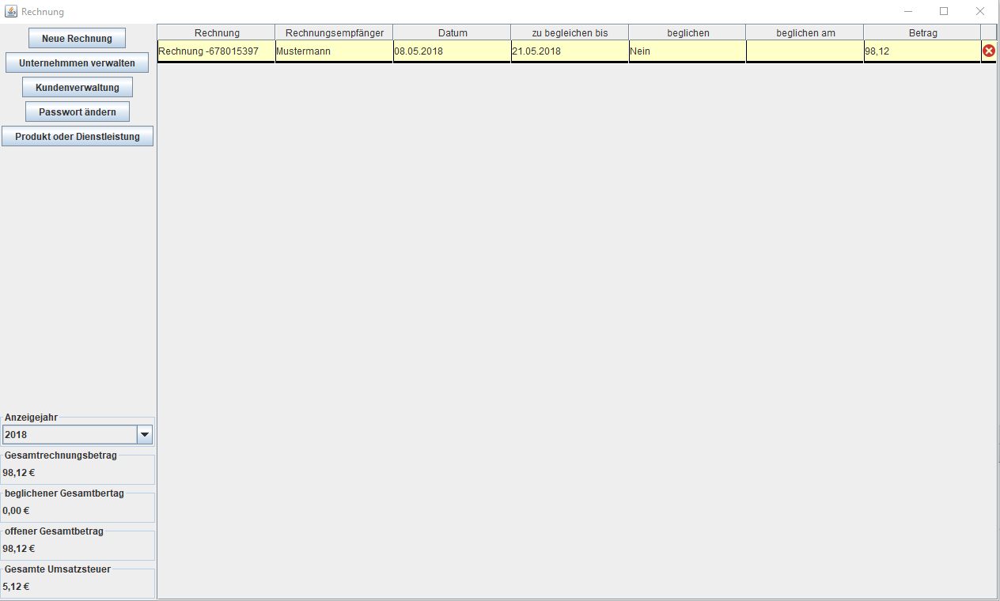 Rechnung
Neue Rechnung
Unternehmmen verwalten
Kundenverwaltung
Passwort ändern
Produkt oder Dienstleistung
Rechnung Rechnungsempfänger Datum zu begleichen bis beglichen beglichen am Betrag
Rechnung -678015397 Mustermann 08.05.2018 21.05.2018 Nein 98,12
Anzeigejahr
2018
Gesamtrechnungsbetrag
98,12 €
beglichener Gesamtbertag
0,00 €
offener Gesamtbetrag
98,12 €
Gesamte Umsatzsteuer
5,12 €